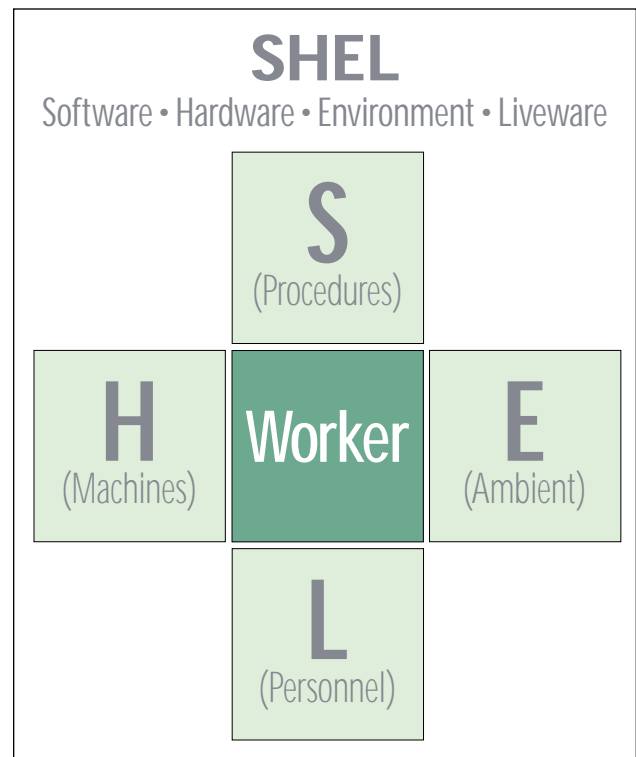 SHEL
Software • Hardware • Environment • Liveware
S
(Procedures)
H
(Machines)
Worker
E
(Ambient)
L
(Personnel)